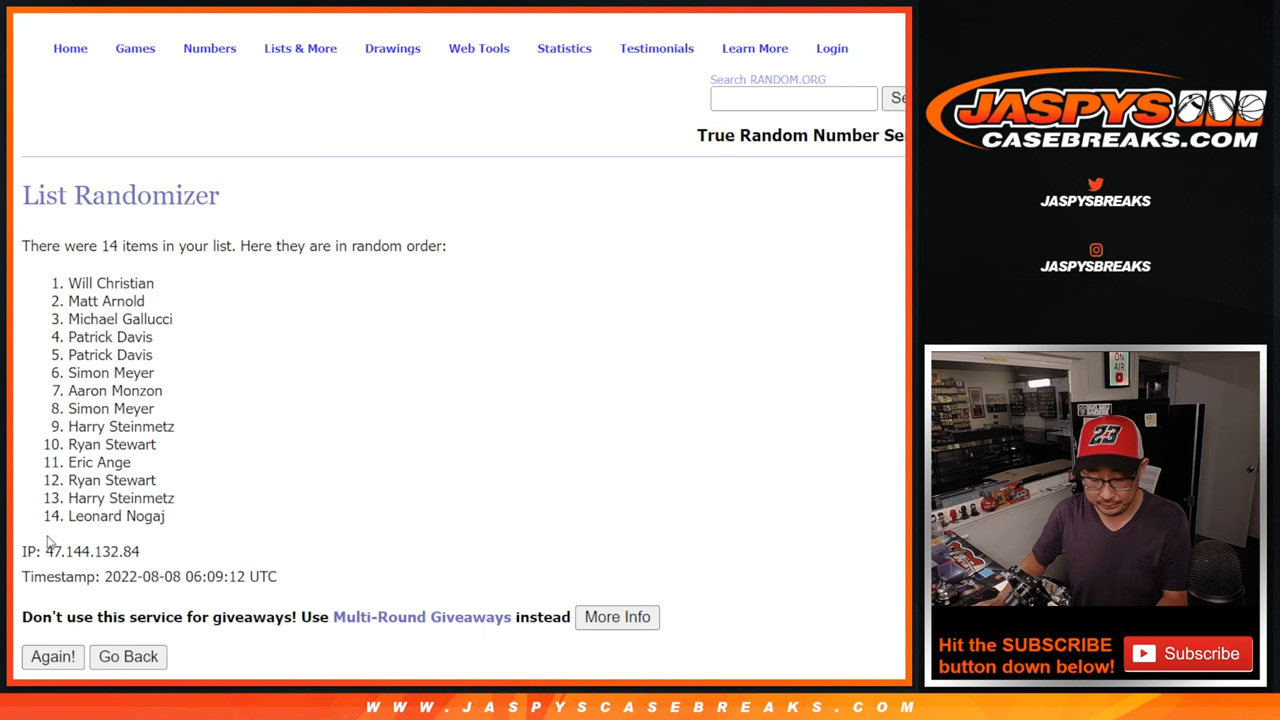 Home Games Numbers Lists & More Drawings Web Tools Statistics Testimonials Learn More Login
Search RANDOM.ORG
Se
True Random Number Se
List Randomizer
There were 14 items in your list. Here they are in random order:
1. Will Christian
2. Matt Arnold
3. Michael Gallucci
4. Patrick Davis
5. Patrick Davis
6. Simon Meyer
7. Aaron Monzon
8. Simon Meyer
9. Harry Steinmetz
10. Ryan Stewart
11. Eric Ange
12. Ryan Stewart
13. Harry Steinmetz
14. Leonard Nogaj
IP: 47.144.132.84
Timestamp: 2022-08-08 06:09:12 UTC
Don't use this service for giveaways! Use Multi-Round Giveaways instead More Info
Again! Go Back
JASPYS
CASEBREAKS.COM
JASPYSBREAKS
JASPYSBREAKS
ON
AIR
23
Hit the SUBSCRIBE
button down below!
Subscribe
WWW.JASPYSCASEBREAKS.COM